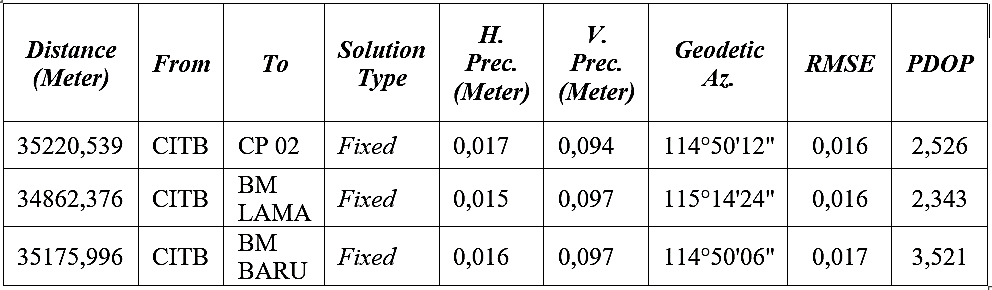 Distance (Meter) From To Solution Type H. Prec. (Meter) V. Prec. (Meter) Geodetic Az. RMSE PDOP
35220,539 CITB CP 02 Fixed 0,017 0,094 114°50'12" 0,016 2,526
34862,376 CITB BM LAMA Fixed 0,015 0,097 115°14'24" 0,016 2,343
35175,996 CITB BM BARU Fixed 0,016 0,097 114°50'06" 0,017 3,521